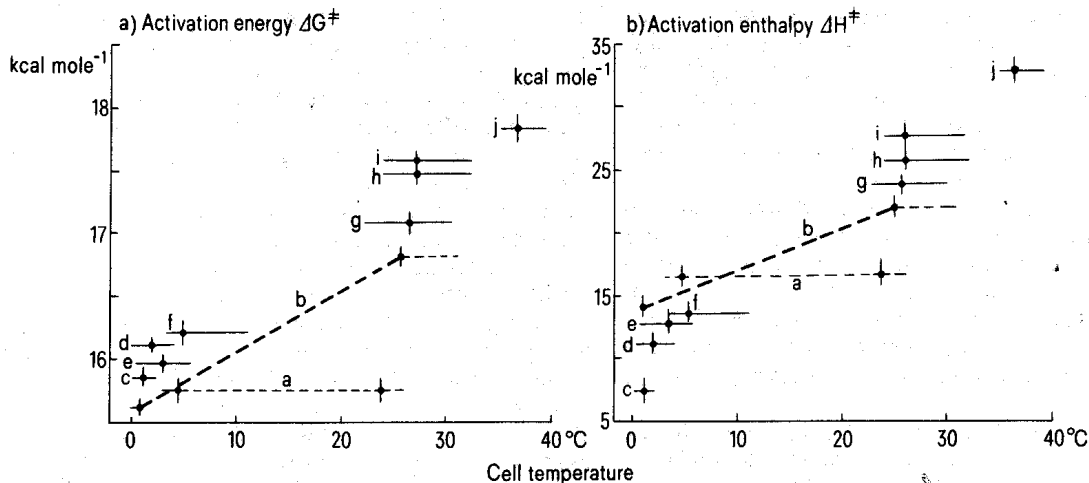 a) Activation energy ΔG‡
kcal mole⁻¹
18
17
16
j
i
h
g
b
f
d
e
c
a
0
10
20
30
40 °C
b) Activation enthalpy ΔH‡
35
kcal mole⁻¹
25
15
5
j
i
h
g
b
a
f
e
d
c
0
10
20
30
40 °C
Cell temperature